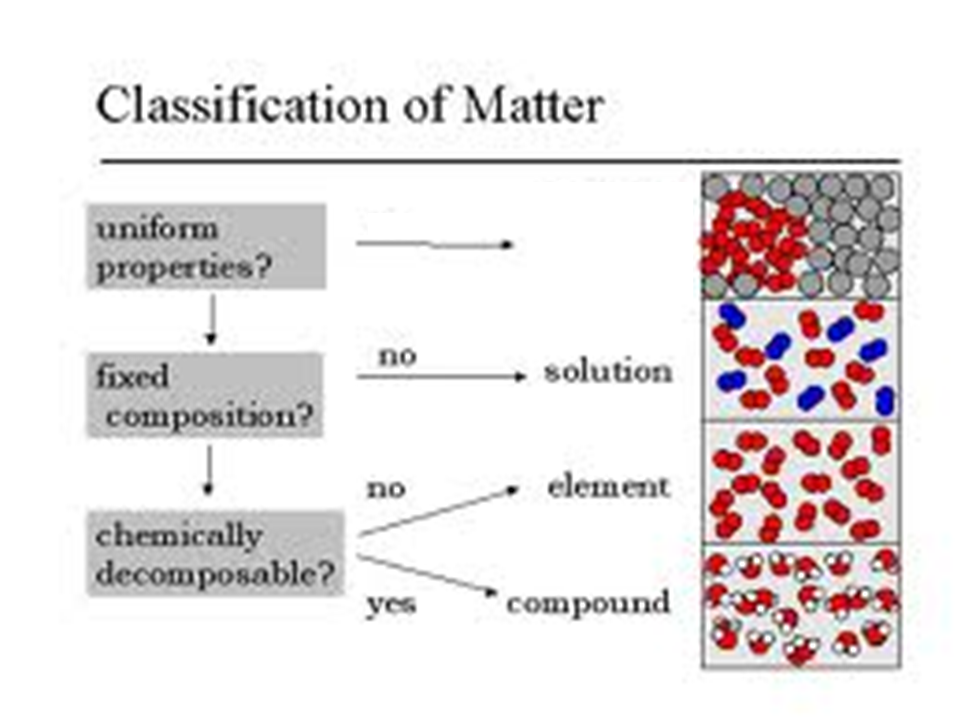 Classification of Matter
uniform
properties?
no
fixed
composition?
solution
no
element
chemically
decomposable?
yes
compound